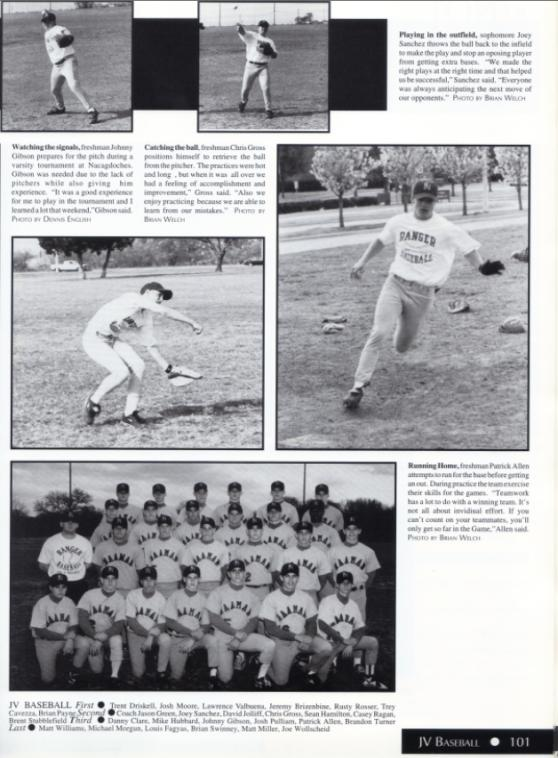 Playing in the outfield, sophomore Joey
Sanchez throws the ball back to the infield
to make the play and stop an oposing player
from getting extra bases. "We made the
right plays at the right time and that helped
us be successful," Sanchez said. "Everyone
was always anticipating the next move of
our opponents." PHOTO BY BRIAN WELCH
Watching the signals, freshman Johnny
Gibson prepares for the pitch during a
varsity tournament at Nacagdoches.
Gibson was needed due to the lack of
pitchers while also giving him
experience. "It was a good experience
for me to play in the tournament and I
learned a lot that weekend,"Gibson said.
PHOTO BY DENNIS ENGLISH
Catching the ball, freshman Chris Gross
positions himself to retrieve the ball
from the pitcher. The practices were hot
and long , but when it was all over we
had a feeling of accomplishment and
improvement," Gross said. "Also we
enjoy practicing because we are able to
learn from our mistakes." PHOTO BY
BRIAN WELCH
RANGER
BASEBALL
Running Home, freshman Patrick Allen
attempts to run for the base before getting
out. During practice the team exercise
their skills for the games. "Teamwork
has a lot to do with a winning team. It's
not all about invidisual effort. If you
can't count on your teammates, you'll
only get so far in the Game,"Allen said.
PHOTO BY BRIAN WELCH
RANGER
BASEBALL
JV BASEBALL First ● Trent Driskell, Josh Moore, Lawrence Valbuena, Jeremy Brizenbine, Rusty Rosser, Trey
Cavezza, Brian Payne Second ● Coach Jason Green, Joey Sanchez, David Jolliff, Chris Gross, Sean Hamilton, Casey Ragan,
Brent Stubblefield Third ● Danny Clare, Mike Hubbard, Johnny Gibson, Josh Pulliam, Patrick Allen, Brandon Turner
Last ● Matt Williams, Michael Morgan, Louis Fagyas, Brian Swinney, Matt Miller, Joe Wollscheid
JV BASEBALL ● 101